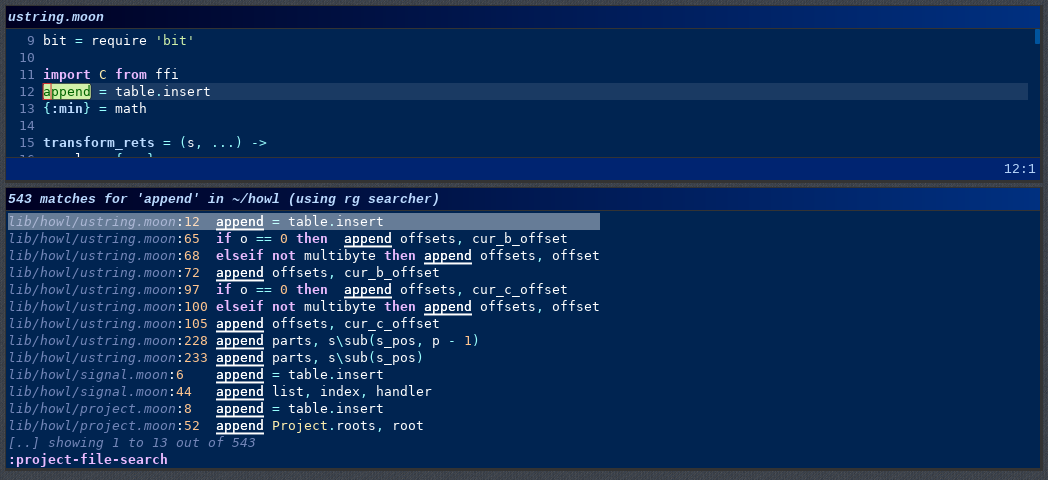 ustring.moon
9 bit = require 'bit'
10
11 import C from ffi
12 append = table.insert
13 {:min} = math
14
15 transform_rets = (s, ...) ->
12:1
543 matches for 'append' in ~/howl (using rg searcher)
lib/howl/ustring.moon:12 append = table.insert
lib/howl/ustring.moon:65 if o == 0 then append offsets, cur_b_offset
lib/howl/ustring.moon:68 elseif not multibyte then append offsets, offset
lib/howl/ustring.moon:72 append offsets, cur_b_offset
lib/howl/ustring.moon:97 if o == 0 then append offsets, cur_c_offset
lib/howl/ustring.moon:100 elseif not multibyte then append offsets, offset
lib/howl/ustring.moon:105 append offsets, cur_c_offset
lib/howl/ustring.moon:228 append parts, s\sub(s_pos, p - 1)
lib/howl/ustring.moon:233 append parts, s\sub(s_pos)
lib/howl/signal.moon:6 append = table.insert
lib/howl/signal.moon:44 append list, index, handler
lib/howl/project.moon:8 append = table.insert
lib/howl/project.moon:52 append Project.roots, root
[..] showing 1 to 13 out of 543
:project-file-search